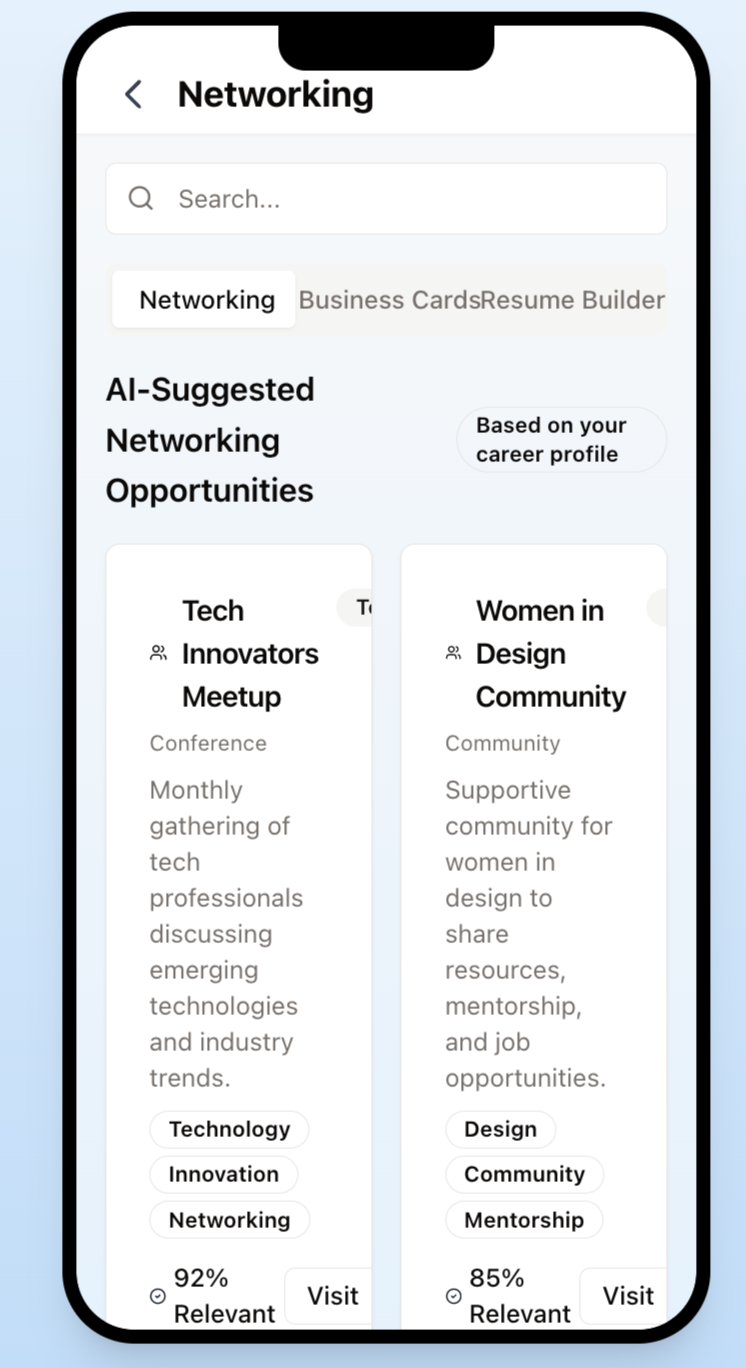 Networking
Search...
Networking
Business Cards
Resume Builder
AI-Suggested
Networking
Opportunities
Based on your
career profile
Tech
Innovators
Meetup
Conference
Monthly
gathering of
tech
professionals
discussing
emerging
technologies
and industry
trends.
Technology
Innovation
Networking
92%
Relevant
Visit
Women in
Design
Community
Community
Supportive
community for
women in
design to
share
resources,
mentorship,
and job
opportunities.
Design
Community
Mentorship
85%
Relevant
Visit